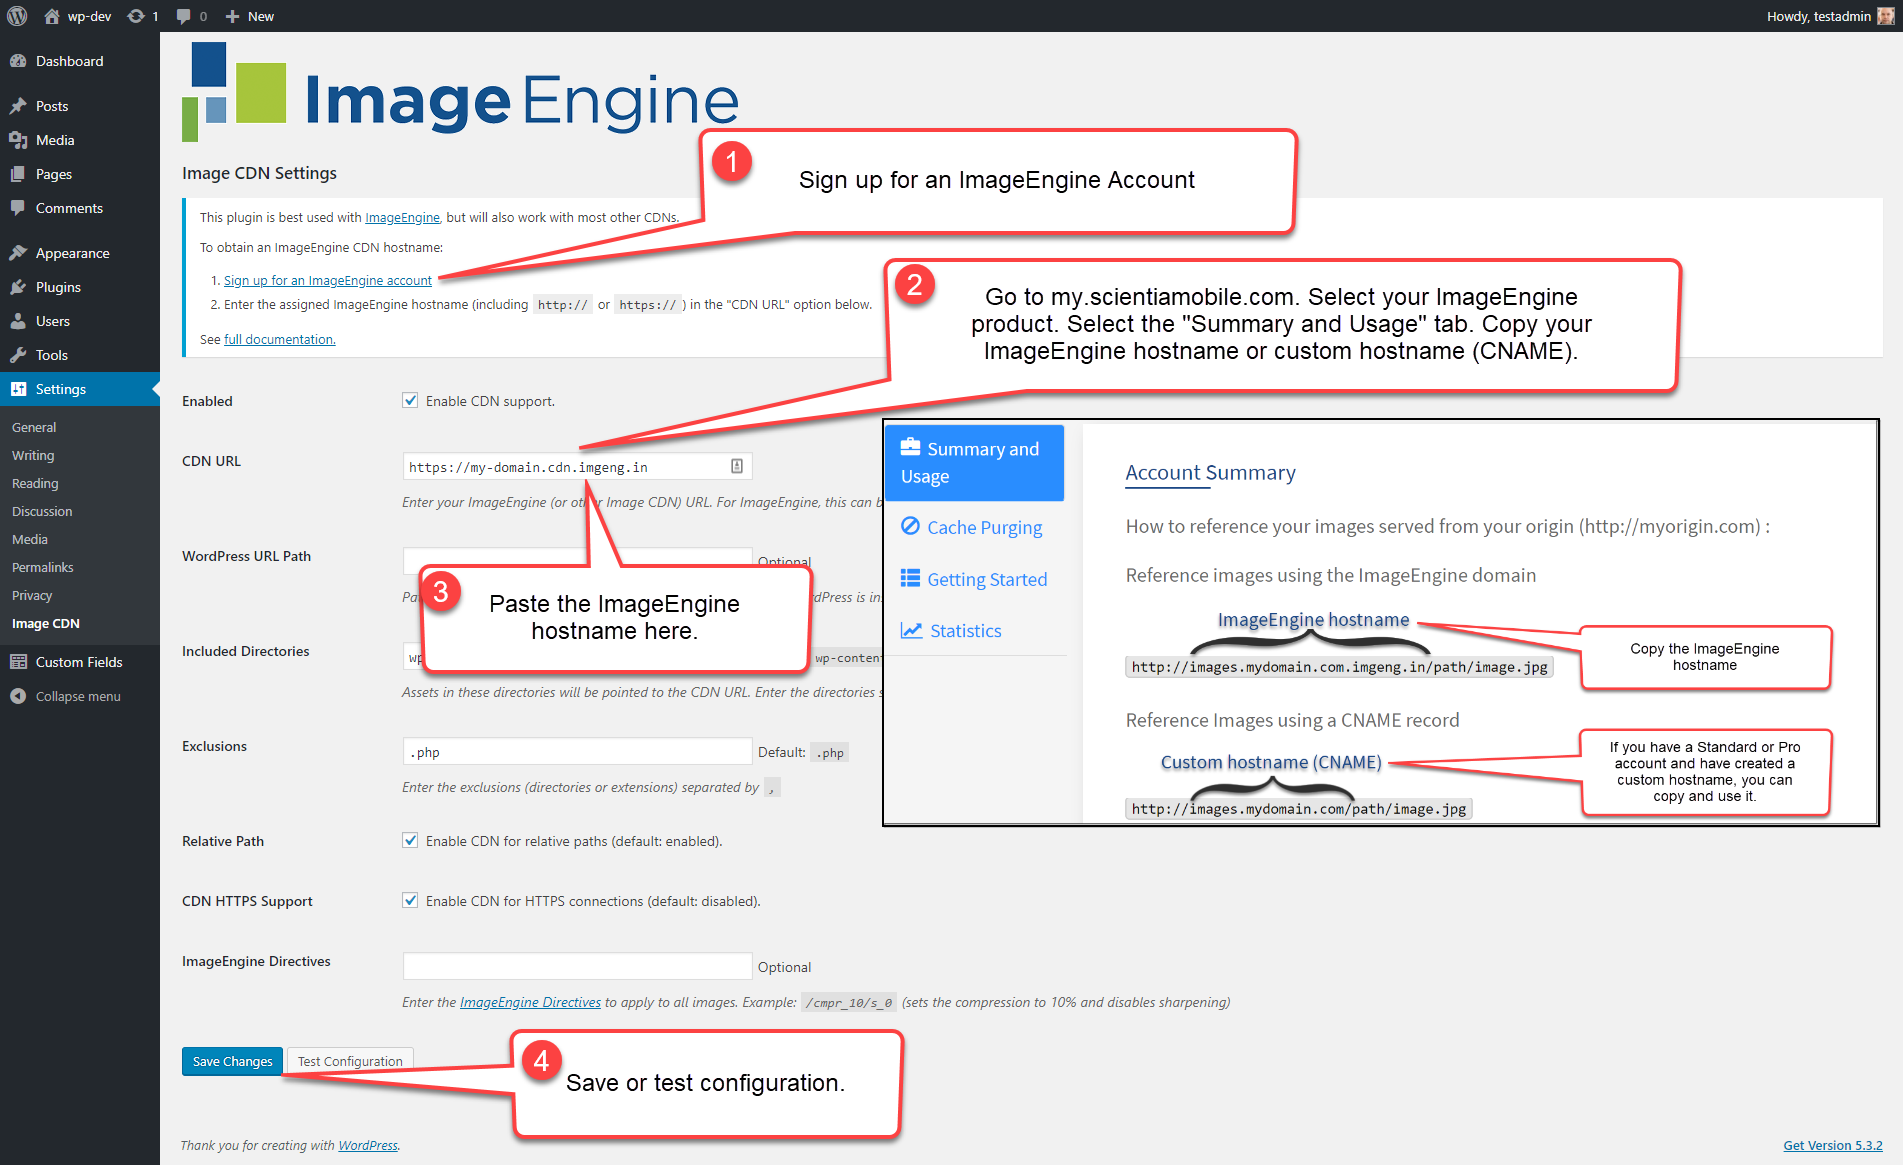 wp-dev 1 0 New
Howdy, testadmin
Dashboard
Posts
Media
Pages
Comments
Appearance
Plugins
Users
Tools
Settings
General
Writing
Reading
Discussion
Media
Permalinks
Privacy
Image CDN
Custom Fields
Collapse menu
ImageEngine
Image CDN Settings
This plugin is best used with ImageEngine, but will also work with most other CDNs.
To obtain an ImageEngine CDN hostname:
1. Sign up for an ImageEngine account
2. Enter the assigned ImageEngine hostname (including http:// or https:// ) in the "CDN URL" option below.
See full documentation.
1
Sign up for an ImageEngine Account
2
Go to my.scientiamobile.com. Select your ImageEngine
product. Select the "Summary and Usage" tab. Copy your
ImageEngine hostname or custom hostname (CNAME).
Enabled
Enable CDN support.
CDN URL
https://my-domain.cdn.imgeng.in
Enter your ImageEngine (or other Image CDN) URL. For ImageEngine, this can b
WordPress URL Path
Optional
3
Paste the ImageEngine
hostname here.
Included Directories
wp-content
Assets in these directories will be pointed to the CDN URL. Enter the directories s
Exclusions
.php
Default: .php
Enter the exclusions (directories or extensions) separated by ,
Relative Path
Enable CDN for relative paths (default: enabled).
CDN HTTPS Support
Enable CDN for HTTPS connections (default: disabled).
ImageEngine Directives
Optional
Enter the ImageEngine Directives to apply to all images. Example: /cmpr_10/s_0 (sets the compression to 10% and disables sharpening)
Save Changes
Test Configuration
4
Save or test configuration.
Thank you for creating with WordPress.
Get Version 5.3.2
Summary and
Usage
Cache Purging
Getting Started
Statistics
Account Summary
How to reference your images served from your origin (http://myorigin.com) :
Reference images using the ImageEngine domain
ImageEngine hostname
http://images.mydomain.com.imgeng.in/path/image.jpg
Copy the ImageEngine
hostname
Reference Images using a CNAME record
Custom hostname (CNAME)
http://images.mydomain.com/path/image.jpg
If you have a Standard or Pro
account and have created a
custom hostname, you can
copy and use it.